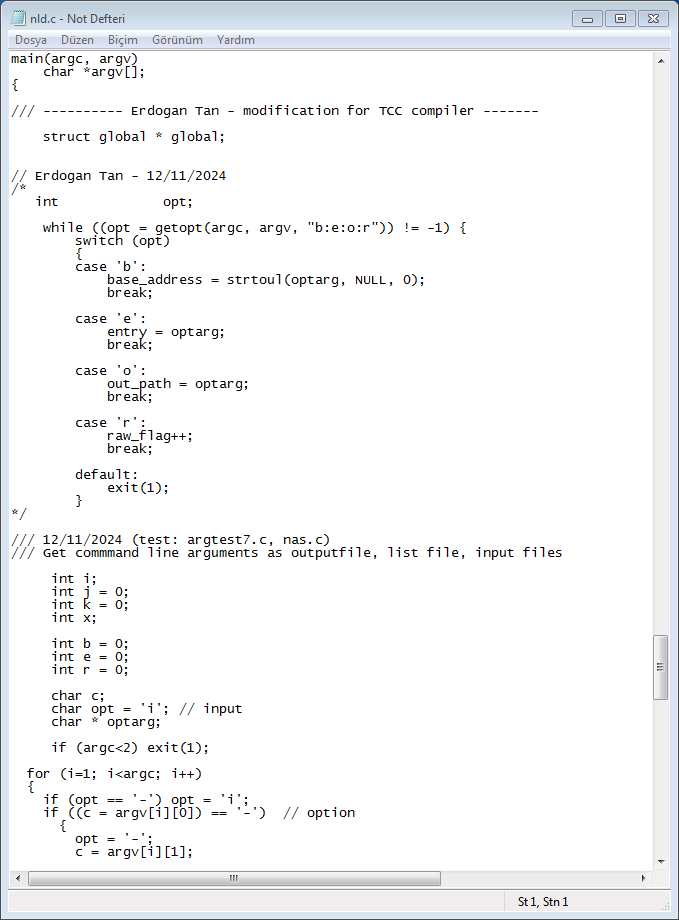 nld.c - Not Defteri
Dosya Düzen Biçim Görünüm Yardım
main(argc, argv)
    char *argv[];
{
/// ---------- Erdogan Tan - modification for TCC compiler -------
    struct global * global;
// Erdogan Tan - 12/11/2024
/*
   int             opt;
    while ((opt = getopt(argc, argv, "b:e:o:r")) != -1) {
        switch (opt)
        {
        case 'b':
            base_address = strtoul(optarg, NULL, 0);
            break;
        case 'e':
            entry = optarg;
            break;
        case 'o':
            out_path = optarg;
            break;
        case 'r':
            raw_flag++;
            break;
        default:
            exit(1);
        }
*/
/// 12/11/2024 (test: argtest7.c, nas.c)
/// Get commmand line arguments as outputfile, list file, input files
     int i;
     int j = 0;
     int k = 0;
     int x;
     int b = 0;
     int e = 0;
     int r = 0;
     char c;
     char opt = 'i'; // input
     char * optarg;
     if (argc<2) exit(1);
  for (i=1; i<argc; i++)
  {
    if (opt == '-') opt = 'i';
    if ((c = argv[i][0]) == '-')  // option
      {
        opt = '-';
        c = argv[i][1];
St 1, Stn 1